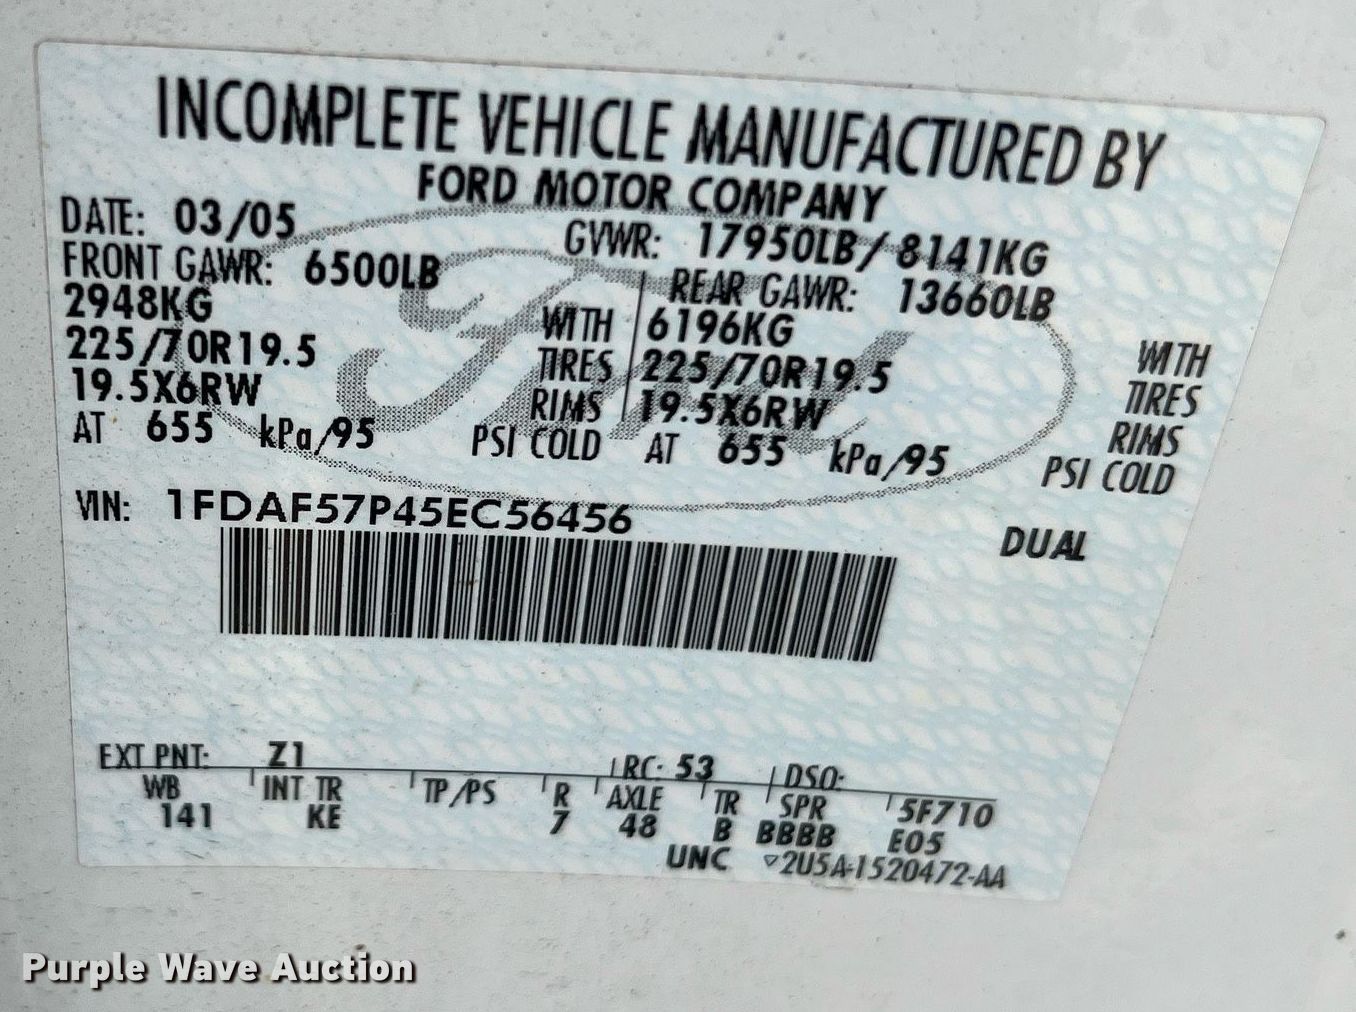 INCOMPLETE VEHICLE MANUFACTURED BY
FORD MOTOR COMPANY
DATE: 03/05
GVWR: 17950LB / 8141KG
FRONT GAWR: 6500LB
REAR GAWR: 13660LB
2948KG WITH 6196KG WITH
225/70R19.5 TIRES 225/70R19.5 TIRES
19.5X6RW RIMS 19.5X6RW RIMS
AT 655 kPa/95 PSI COLD AT 655 kPa/95 PSI COLD
VIN: 1FDAF57P45EC56456
DUAL
EXT PNT: Z1 RC: 53 DSO:
WB INT TR TP/PS R AXLE TR SPR 5F710
141 KE 7 48 B BBBB E05
UNC ▽2U5A-1520472-AA
Ford
Purple Wave Auction